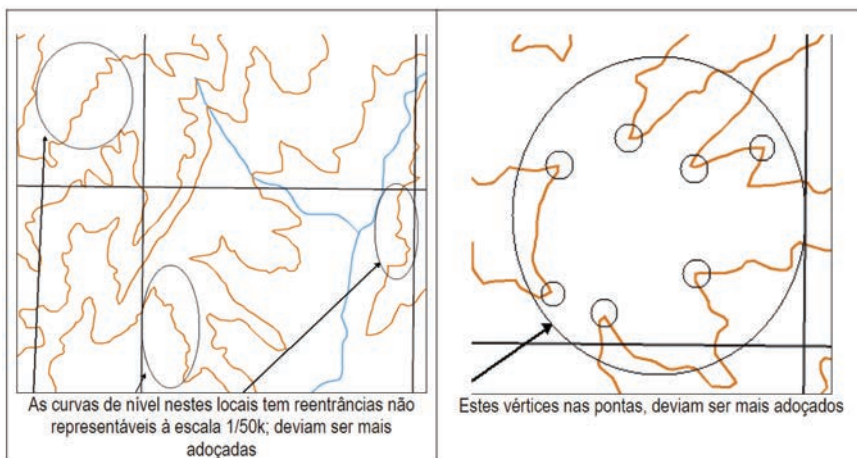 As curvas de nível nestes locais tem reentrâncias não
representáveis à escala 1/50k; deviam ser mais
adoçadas
Estes vértices nas pontas, deviam ser mais adoçados